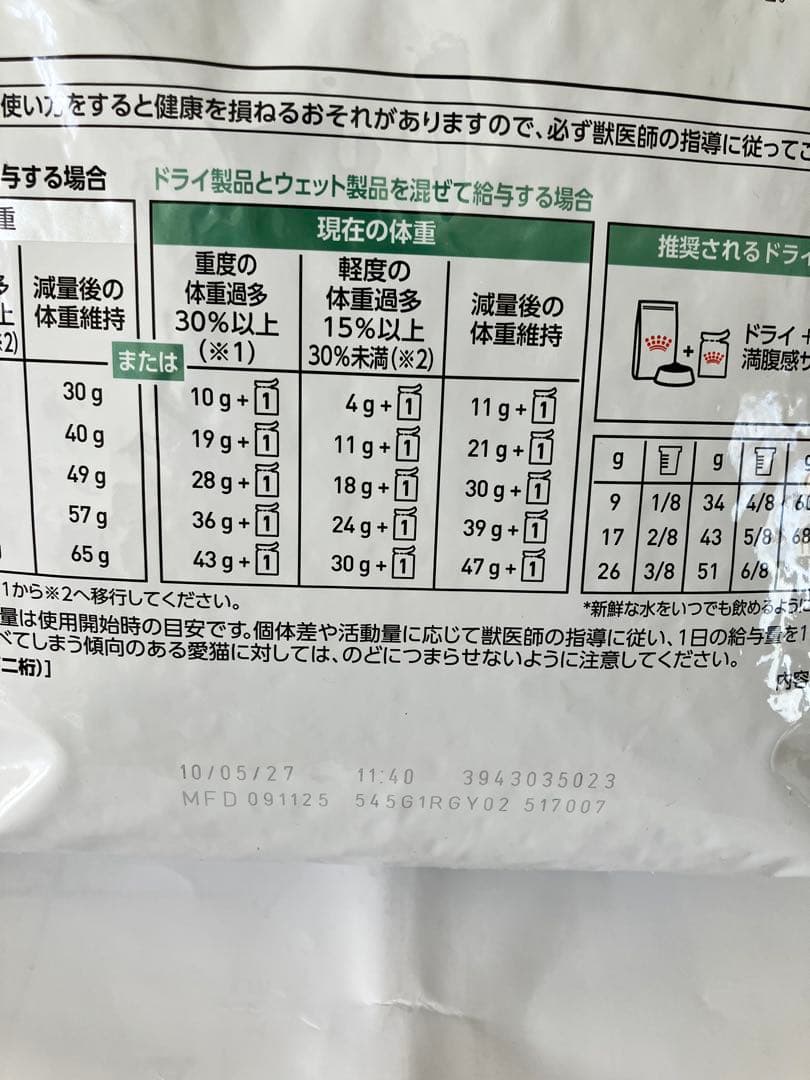 使い方をすると健康を損ねるおそれがありますので、必ず獣医師の指導に従ってこ
与する場合
ドライ製品とウェット製品を混ぜて給与する場合
重
現在の体重
推奨されるドライ
減量後の
体重維持
または
重度の
体重過多
30%以上
(※1)
軽度の
体重過多
15%以上
30%未満(※2)
減量後の
体重維持
ドライ+
満腹感サ
30 g 10 g + 1 4 g + 1 11 g + 1
40 g 19 g + 1 11 g + 1 21 g + 1
49 g 28 g + 1 18 g + 1 30 g + 1
57 g 36 g + 1 24 g + 1 39 g + 1
65 g 43 g + 1 30 g + 1 47 g + 1
g g
9 1/8 34 4/8
17 2/8 43 5/8 68
26 3/8 51 6/8
1から※2へ移行してください。
*新鮮な水をいつでも飲めるように
量は使用開始時の目安です。個体差や活動量に応じて獣医師の指導に従い、1日の給与量を1
べてしまう傾向のある愛猫に対しては、のどにつまらせないように注意してください。
二桁)]
内容
10/05/27 11:40 3943035023
MFD 091125 545G1RGY02 517007